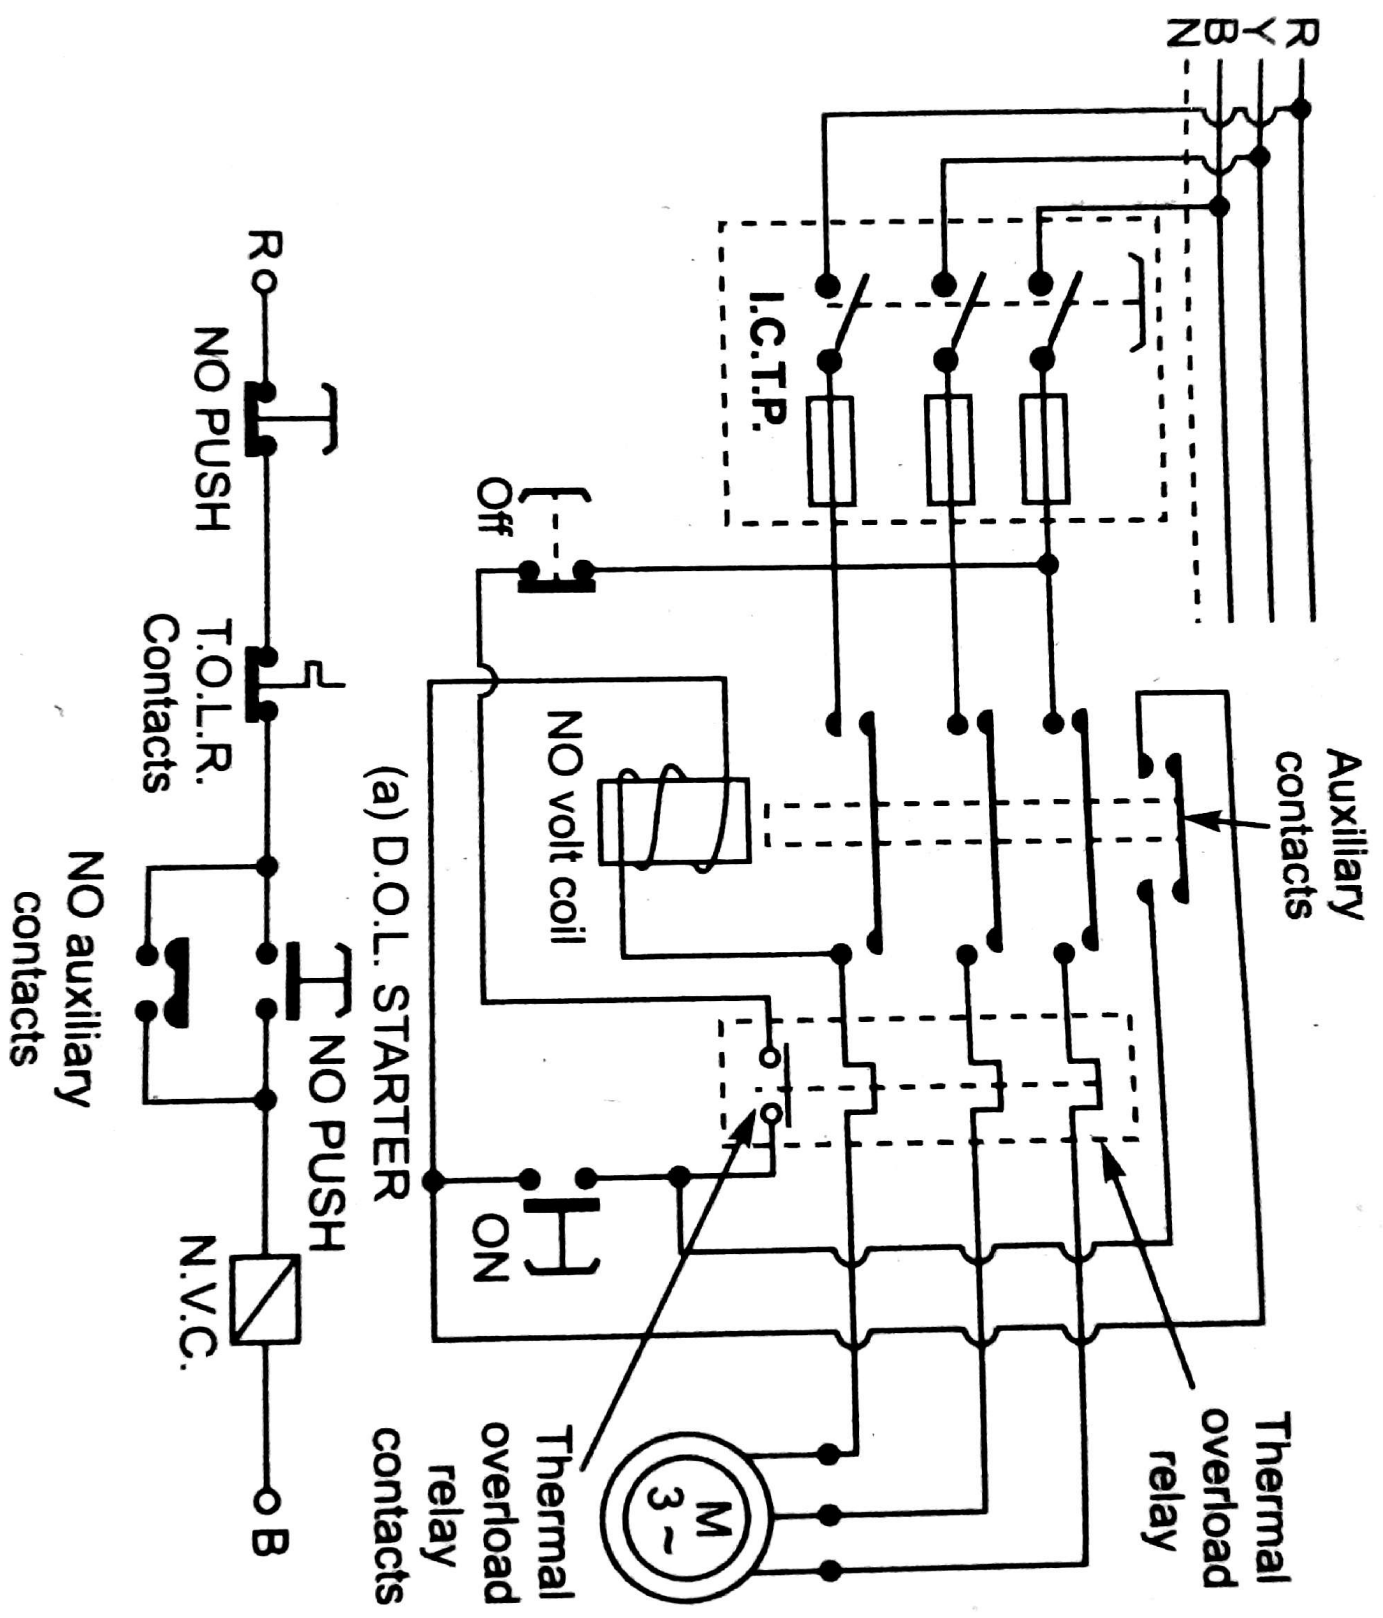 R
Y
B
N
I.C.T.P.
Auxiliary
contacts
Off
NO volt coil
ON
Thermal
overload
relay
Thermal
overload
relay
contacts
M
3 ~
(a) D.O.L. STARTER
R
NO PUSH
T.O.L.R.
Contacts
NO PUSH
NO auxiliary
contacts
N.V.C.
B